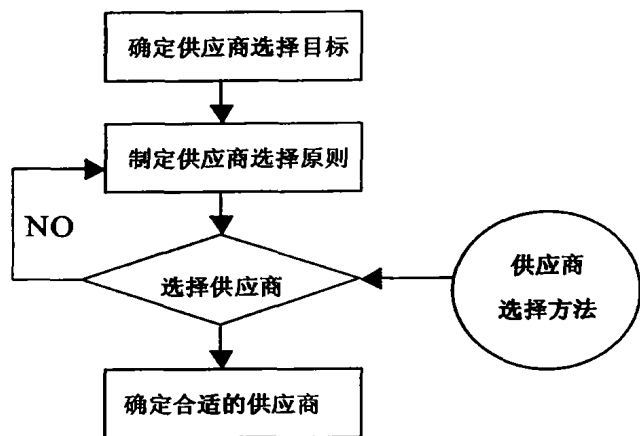 确定供应商选择目标
制定供应商选择原则
NO
选择供应商
供应商
选择方法
确定合适的供应商